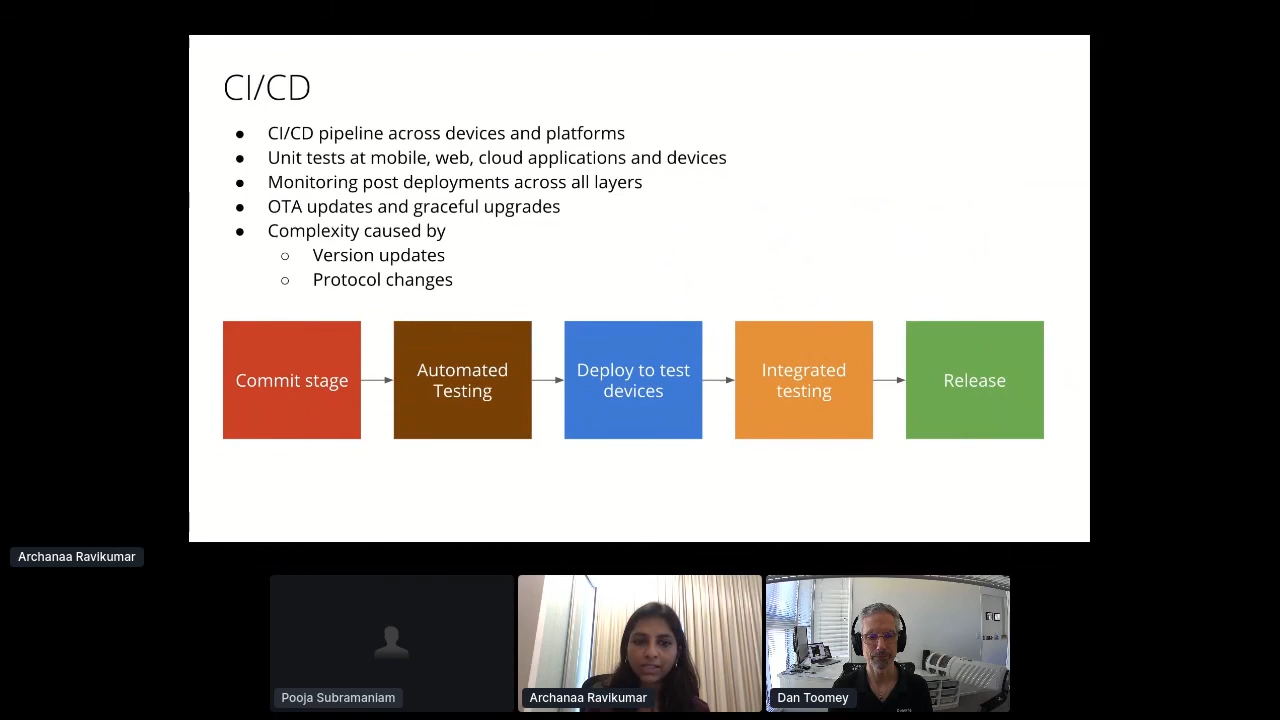 CI/CD
● CI/CD pipeline across devices and platforms
● Unit tests at mobile, web, cloud applications and devices
● Monitoring post deployments across all layers
● OTA updates and graceful upgrades
● Complexity caused by
○ Version updates
○ Protocol changes
Commit stage
Automated
Testing
Deploy to test
devices
Integrated
testing
Release
Archanaa Ravikumar
Pooja Subramaniam
Archanaa Ravikumar
Dan Toomey